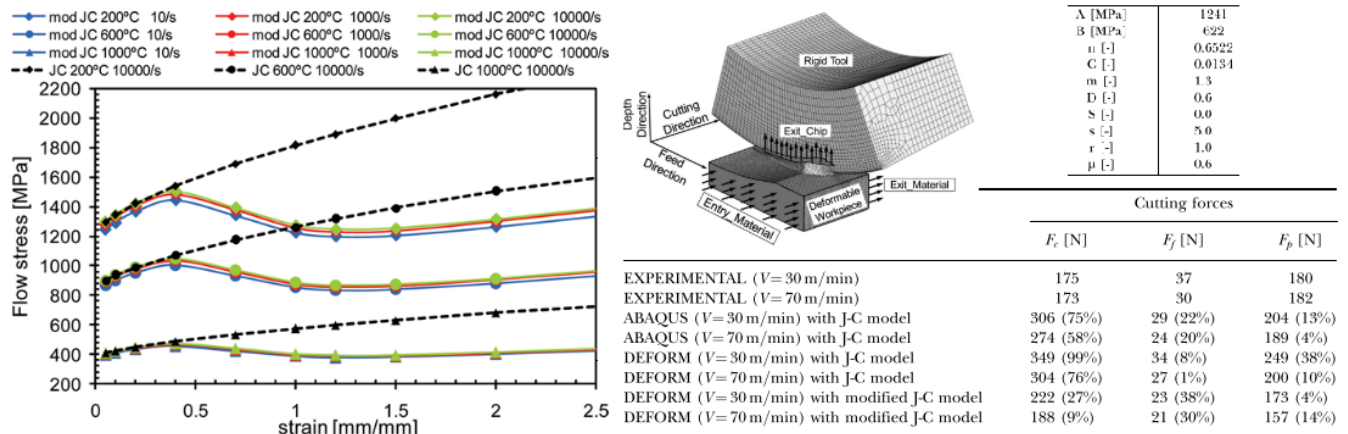 mod JC 200ºC 10/s mod JC 200ºC 1000/s mod JC 200ºC 10000/s
mod JC 600ºC 10/s mod JC 600ºC 1000/s mod JC 600ºC 10000/s
mod JC 1000ºC 10/s mod JC 1000ºC 1000/s mod JC 1000ºC 10000/s
JC 200ºC 10000/s JC 600ºC 10000/s JC 1000ºC 10000/s
Flow stress [MPa]
2200
2000
1800
1600
1400
1200
1000
800
600
400
200
0 0.5 1 1.5 2 2.5
strain [mm/mm]
Depth
Direction
Cutting
Direction
Feed
Direction
Rigid Tool
Exit_Chip
Entry_Material
Deformable
Workpiece
Exit_Material
A [MPa] 1241
B [MPa] 622
n [-] 0.6522
C [-] 0.0134
m [-] 1.3
D [-] 0.6
S [-] 0.0
s [-] 5.0
r [-] 1.0
μ [-] 0.6
Cutting forces
Fc [N] Ff [N] Fp [N]
EXPERIMENTAL (V=30 m/min) 175 37 180
EXPERIMENTAL (V=70 m/min) 173 30 182
ABAQUS (V=30 m/min) with J-C model 306 (75%) 29 (22%) 204 (13%)
ABAQUS (V=70 m/min) with J-C model 274 (58%) 24 (20%) 189 (4%)
DEFORM (V=30 m/min) with J-C model 349 (99%) 34 (8%) 249 (38%)
DEFORM (V=70 m/min) with J-C model 304 (76%) 27 (1%) 200 (10%)
DEFORM (V=30 m/min) with modified J-C model 222 (27%) 23 (38%) 173 (4%)
DEFORM (V=70 m/min) with modified J-C model 188 (9%) 21 (30%) 157 (14%)